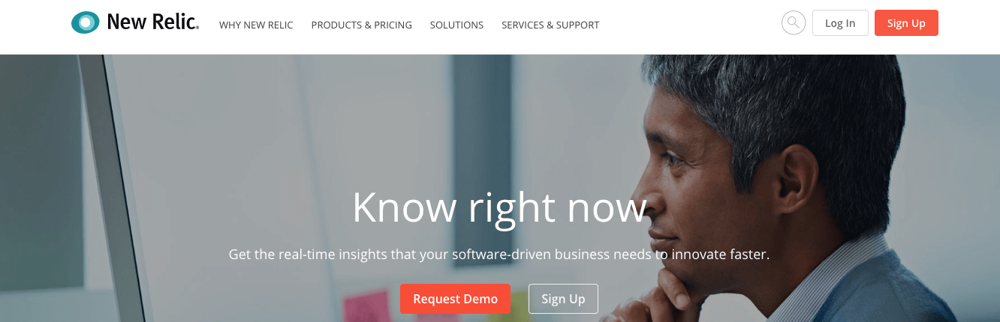 New Relic.
WHY NEW RELIC PRODUCTS & PRICING SOLUTIONS SERVICES & SUPPORT
Log In Sign Up
Know right now
Get the real-time insights that your software-driven business needs to innovate faster.
Request Demo Sign Up